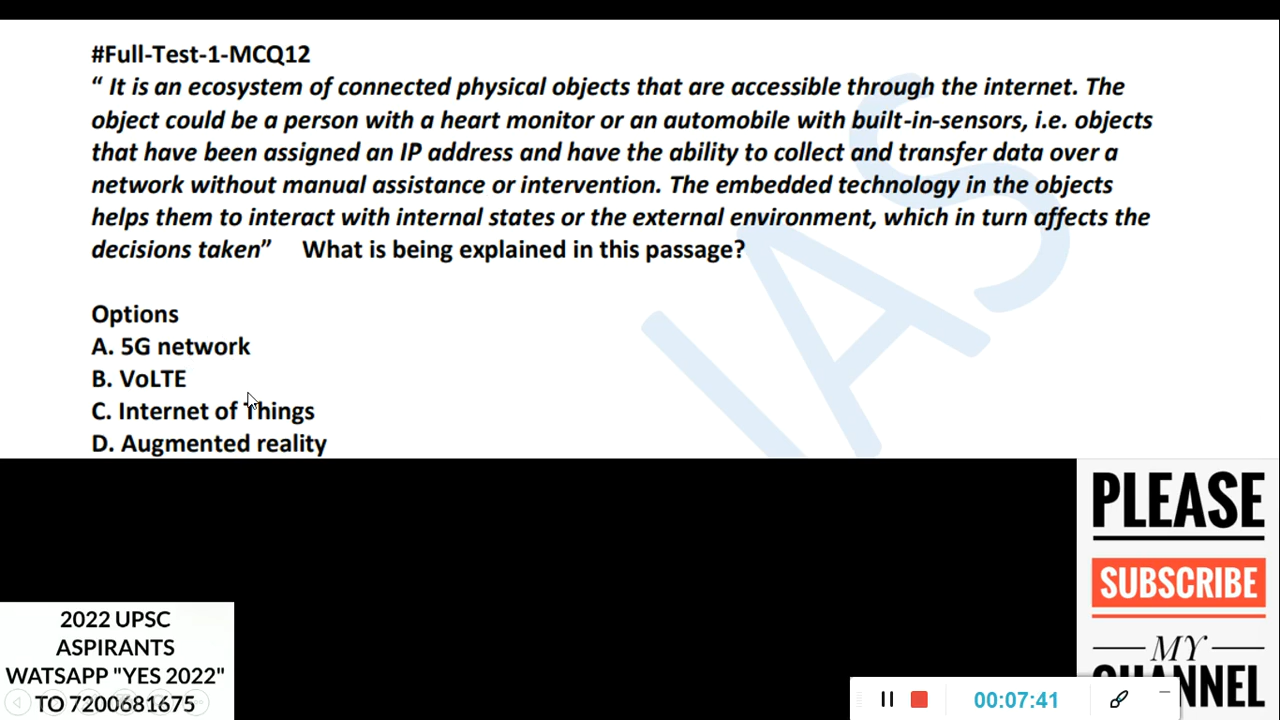 #Full-Test-1-MCQ12
“ It is an ecosystem of connected physical objects that are accessible through the internet. The
object could be a person with a heart monitor or an automobile with built-in-sensors, i.e. objects
that have been assigned an IP address and have the ability to collect and transfer data over a
network without manual assistance or intervention. The embedded technology in the objects
helps them to interact with internal states or the external environment, which in turn affects the
decisions taken” What is being explained in this passage?
Options
A. 5G network
B. VoLTE
C. Internet of Things
D. Augmented reality
IAS
PLEASE
SUBSCRIBE
MY
CHANNEL
2022 UPSC
ASPIRANTS
WATSAPP "YES 2022"
TO 7200681675
00:07:41